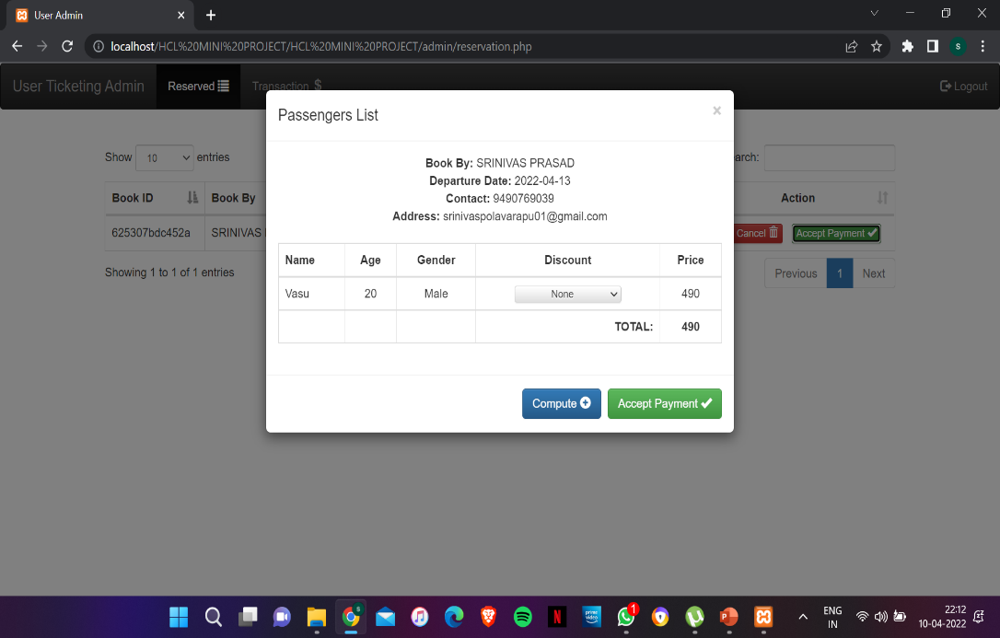 User Admin
localhost/HCL%20MINI%20PROJECT/HCL%20MINI%20PROJECT/admin/reservation.php
S
User Ticketing Admin
Reserved
Transaction $
Logout
Passengers List
×
Show 10 entries
arch:
Book By: SRINIVAS PRASAD
Departure Date: 2022-04-13
Contact: 9490769039
Address: srinivaspolavarapu01@gmail.com
Book ID
Book By
Action
625307bdc452a
SRINIVAS
Cancel
Accept Payment
Showing 1 to 1 of 1 entries
Previous 1 Next
Name Age Gender Discount Price
Vasu 20 Male None 490
TOTAL: 490
Compute
Accept Payment
1
prime video
N
P
ENG
IN
22:12
10-04-2022